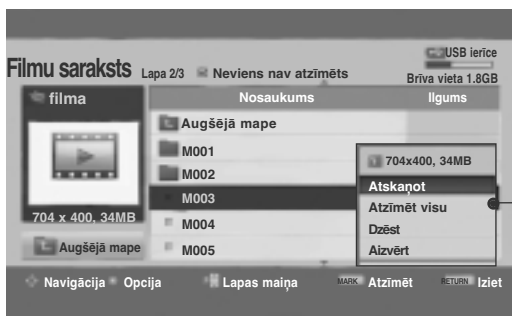 USB ierīce
Filmu saraksts Lapa 2/3 Neviens nav atzīmēts Brīva vieta 1.8GB
filma Nosaukums Ilgums
Augšējā mape
M001
M002
M003
M004
M005
704 x 400, 34MB
Augšējā mape
704x400, 34MB
Atskaņot
Atzīmēt visu
Dzēst
Aizvērt
Navigācija Opcija Lapas maiņa MARK Atzīmēt RETURN Iziet